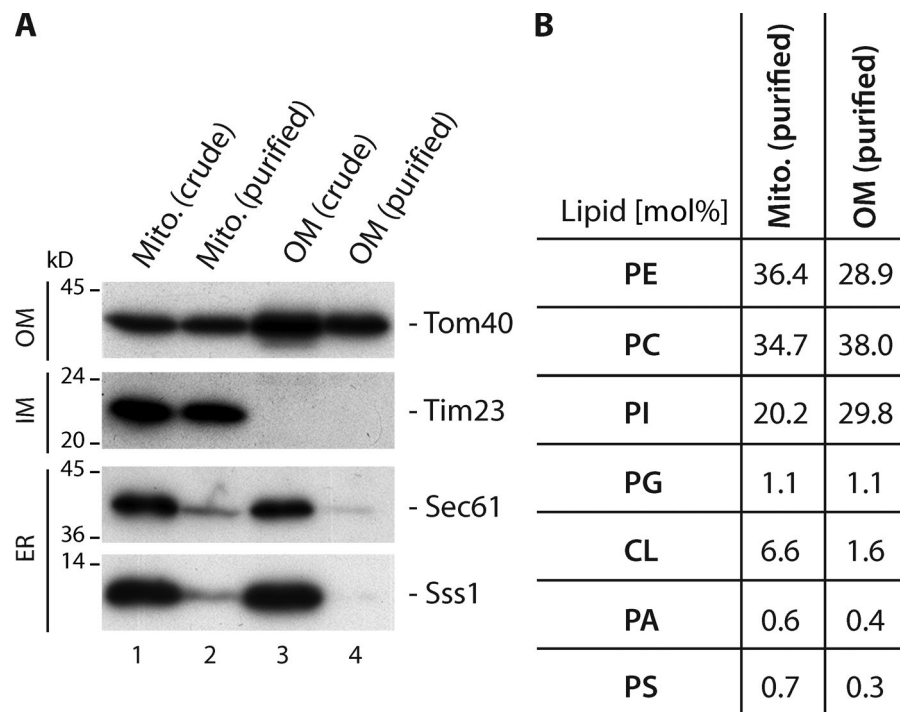 A
Mito. (crude)
Mito. (purified)
OM (crude)
OM (purified)
kD
OM
45
- Tom40
IM
24
20
- Tim23
ER
45
36
- Sec61
14
- Sss1
1 2 3 4
B
Lipid [mol%] Mito. (purified) OM (purified)
PE 36.4 28.9
PC 34.7 38.0
PI 20.2 29.8
PG 1.1 1.1
CL 6.6 1.6
PA 0.6 0.4
PS 0.7 0.3